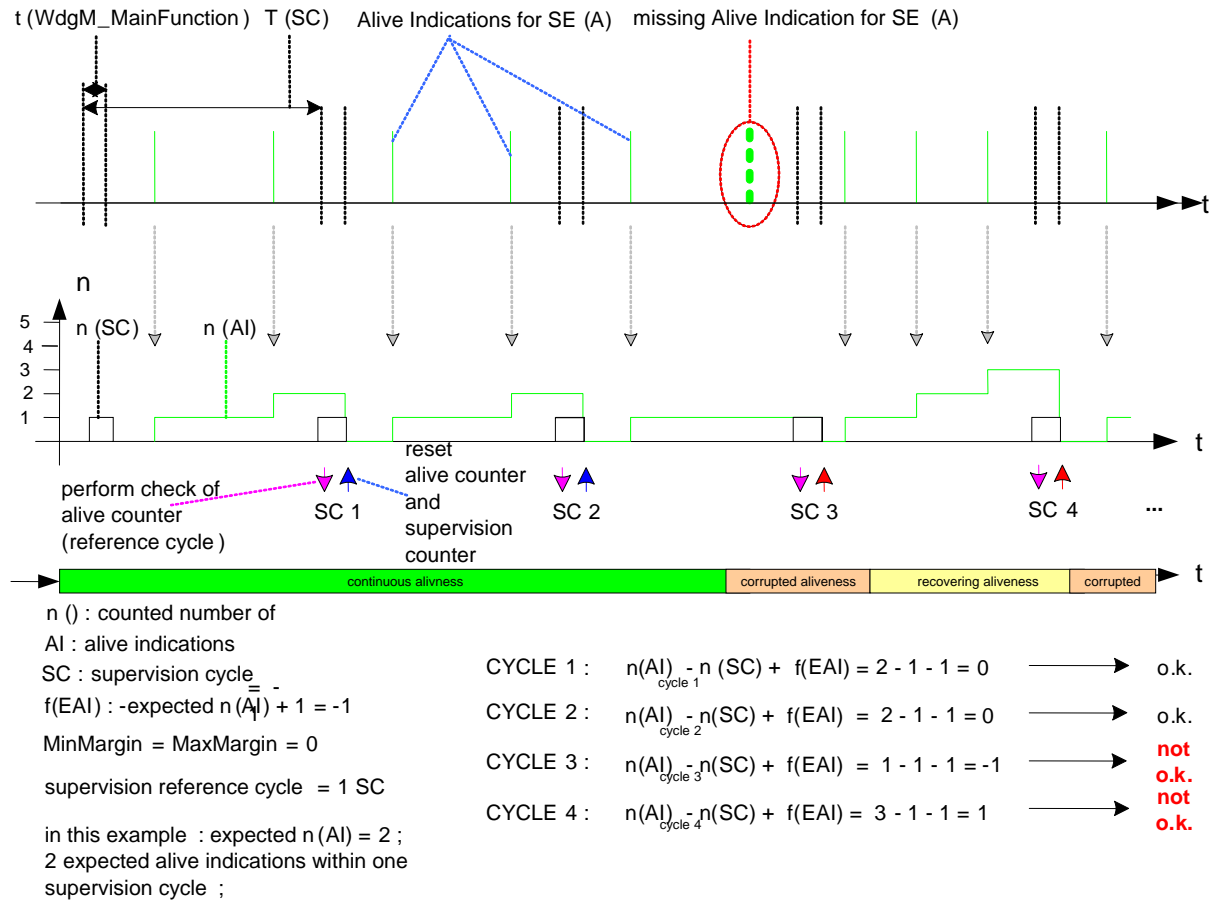 t (WdgM_MainFunction) T (SC) Alive Indications for SE (A) missing Alive Indication for SE (A)
t
n
5
4
3
2
1
n (SC) n (AI)
t
perform check of
alive counter
(reference cycle)
reset
alive counter
and
supervision
counter
SC 1
SC 2
SC 3
SC 4
...
continuous alivness
corrupted aliveness
recovering aliveness
corrupted
t
n () : counted number of
AI : alive indications
SC : supervision cycle
f(EAI) : -expected n (AI) + 1 = -1
= -
1
MinMargin = MaxMargin = 0
supervision reference cycle = 1 SC
in this example : expected n (AI) = 2 ;
2 expected alive indications within one
supervision cycle ;
CYCLE 1 : n(AI) cycle 1 - n (SC) + f(EAI) = 2 - 1 - 1 = 0 o.k.
CYCLE 2 : n(AI) cycle 2 - n(SC) + f(EAI) = 2 - 1 - 1 = 0 o.k.
CYCLE 3 : n(AI) cycle 3 - n(SC) + f(EAI) = 1 - 1 - 1 = -1 not o.k.
CYCLE 4 : n(AI) cycle 4 - n(SC) + f(EAI) = 3 - 1 - 1 = 1 not o.k.